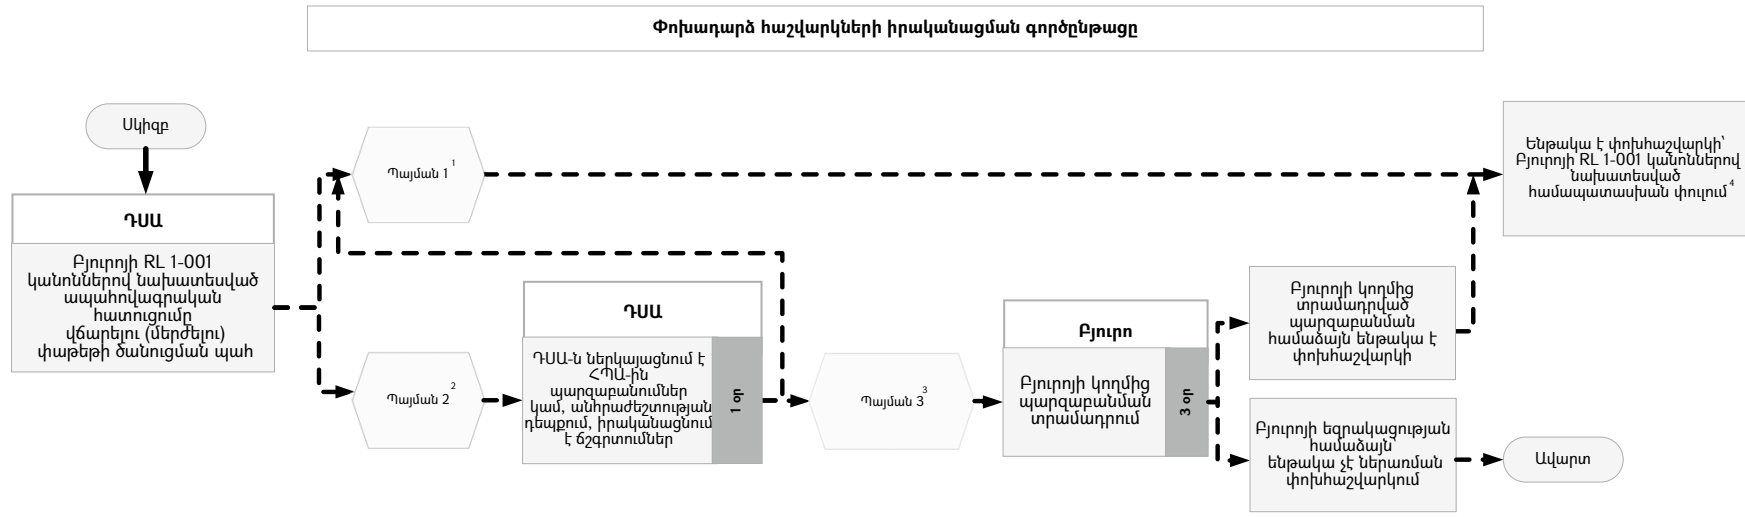 Փոխադարձ հաշվարկների իրականացման գործընթացը
Սկիզբ
ԴՍԱ
Բյուրոյի RL 1-001
կանոններով նախատեսված
ապահովագրական
հատուցումը
վճարելու (մերժելու)
փաթեթի ծանուցման պահ
Պայման 1 1
Պայման 2 2
ԴՍԱ
ԴՍԱ-ն ներկայացնում է
ՀՊԱ-ին
պարզաբանումներ
կամ, անհրաժեշտության
դեպքում, իրականացնում
է ճշգրտումներ
1 օր
Պայման 3 3
Բյուրո
Բյուրոյի կողմից
պարզաբանման
տրամադրում
3 օր
Բյուրոյի կողմից
տրամադրված
պարզաբանման
համաձայն ենթակա է
փոխհաշվարկի
Բյուրոյի եզրակացության
համաձայն՝
ենթակա չէ ներառման
փոխհաշվարկում
Ենթակա է փոխհաշվարկի՝
Բյուրոյի RL 1-001 կանոններով
նախատեսված
համապատասխան փուլում 4
Ավարտ